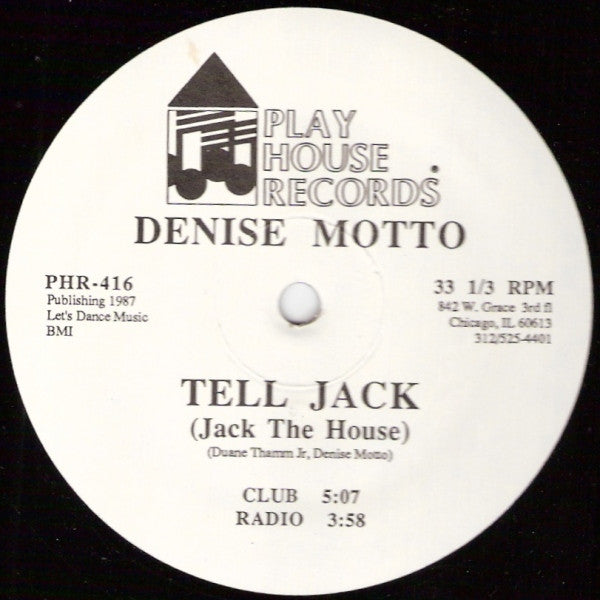 PLAY
HOUSE
RECORDS
DENISE MOTTO
PHR-416
Publishing 1987
Let's Dance Music
BMI
33 1/3 RPM
842 W. Grace 3rd fl
Chicago, IL 60613
312/525-4401
TELL JACK
(Jack The House)
(Duane Thamm Jr, Denise Motto)
CLUB 5:07
RADIO 3:58